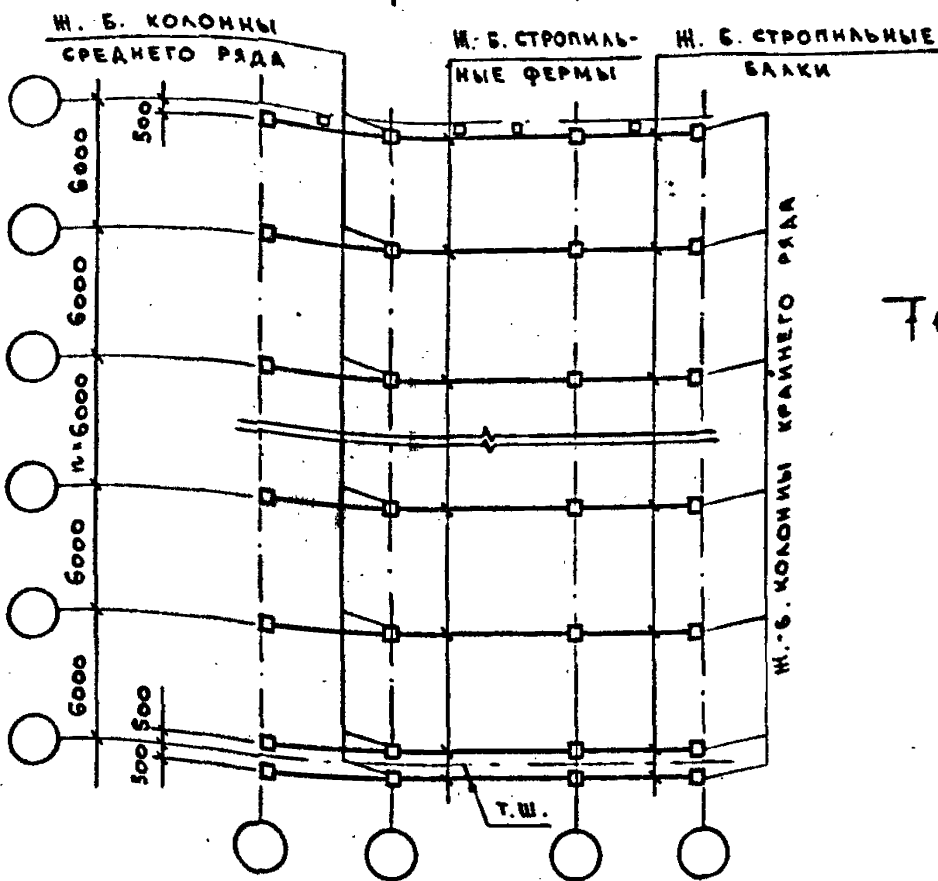 Ж. Б. КОЛОННЫ
СРЕДНЕГО РЯДА
Ж.-Б. СТРОПИЛЬ-
НЫЕ ФЕРМЫ
Ж. Б. СТРОПИЛЬНЫЕ
БАЛКИ
500
6000
6000
n=6000
6000
6000
500
500
Ж.-Б. КОЛОННЫ КРАЙНЕГО РЯДА
Т.Ш.